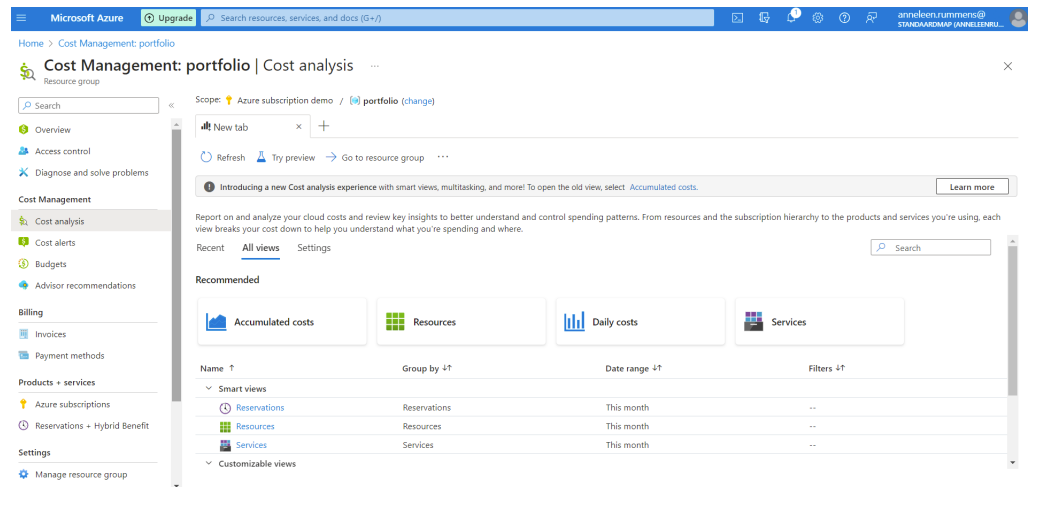 Microsoft Azure
Upgrade
Search resources, services, and docs (G+/)
1
anneleen.rummens@
STANDAARDMAP (ANNELEENRU...
Home > Cost Management: portfolio
Cost Management: portfolio | Cost analysis ...
Resource group
Search
«
Overview
Access control
Diagnose and solve problems
Cost Management
Cost analysis
Cost alerts
Budgets
Advisor recommendations
Billing
Invoices
Payment methods
Products + services
Azure subscriptions
Reservations + Hybrid Benefit
Settings
Manage resource group
Scope: Azure subscription demo / portfolio (change)
New tab × +
Refresh Try preview Go to resource group ...
Introducing a new Cost analysis experience with smart views, multitasking, and more! To open the old view, select Accumulated costs.
Learn more
Report on and analyze your cloud costs and review key insights to better understand and control spending patterns. From resources and the subscription hierarchy to the products and services you're using, each
view breaks your cost down to help you understand what you're spending and where.
Recent All views Settings
Search
Recommended
Accumulated costs
Resources
Daily costs
Services
Name ↑ Group by ↓↑ Date range ↓↑ Filters ↓↑
Smart views
Reservations Reservations This month --
Resources Resources This month --
Services Services This month --
Customizable views